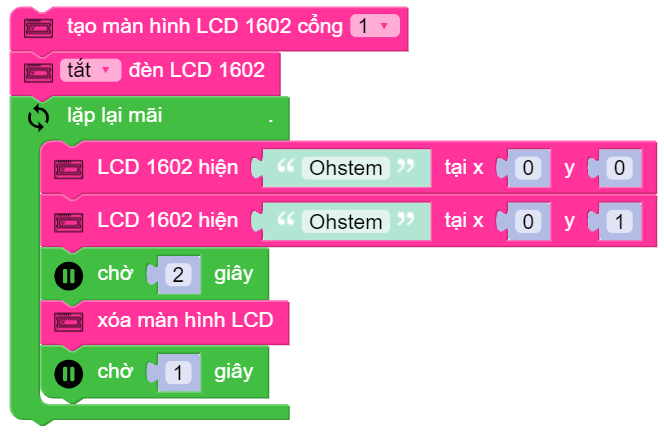 tạo màn hình LCD 1602 cổng 1
tắt đèn LCD 1602
lặp lại mãi .
LCD 1602 hiện “ Ohstem ” tại x 0 y 0
LCD 1602 hiện “ Ohstem ” tại x 0 y 1
chờ 2 giây
xóa màn hình LCD
chờ 1 giây